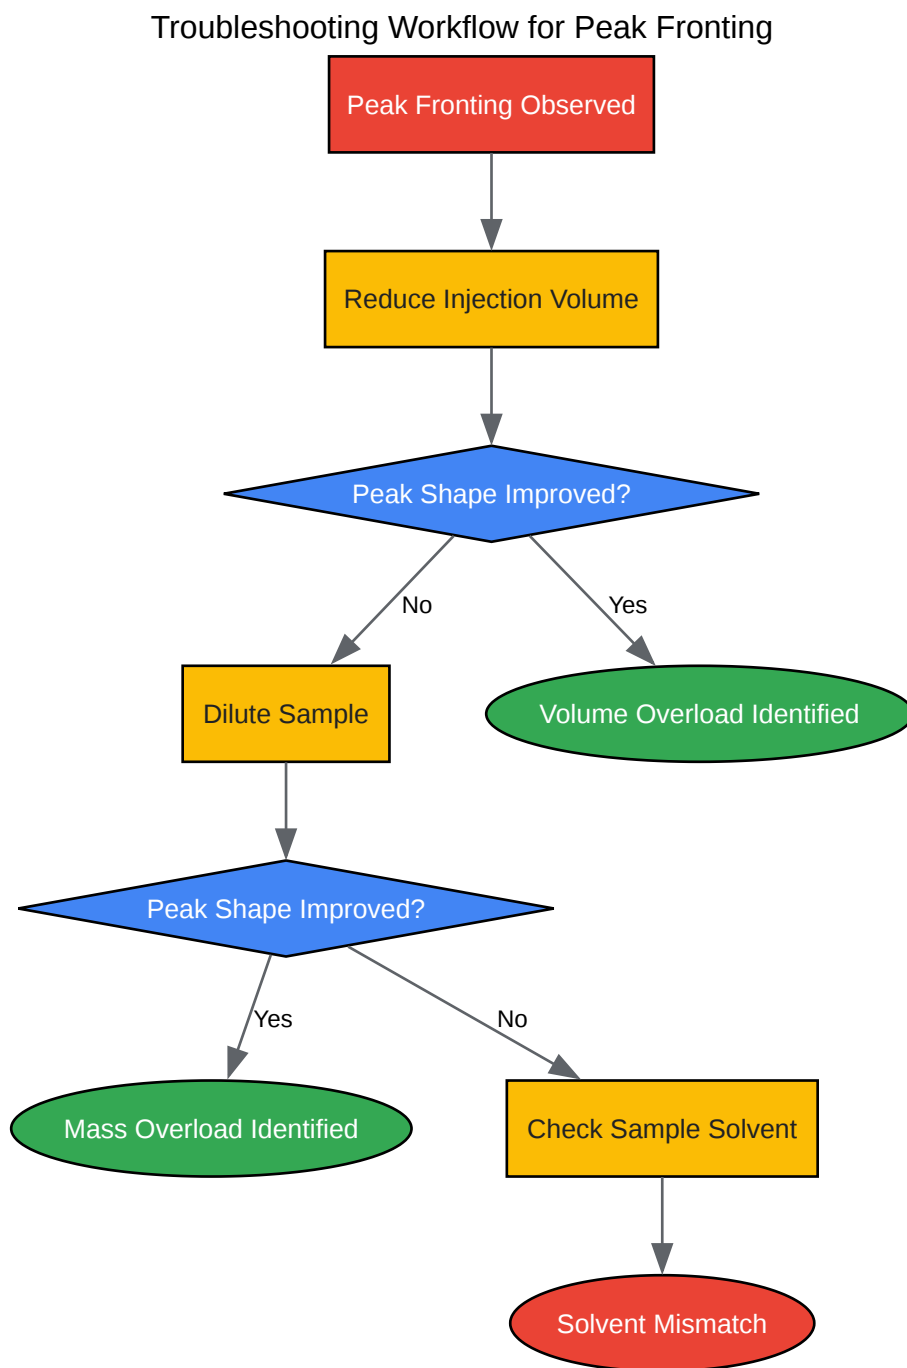 Troubleshooting Workflow for Peak Fronting
Peak Fronting Observed
Reduce Injection Volume
Peak Shape Improved?
No
Yes
Dilute Sample
Volume Overload Identified
Peak Shape Improved?
Yes
No
Mass Overload Identified
Check Sample Solvent
Solvent Mismatch